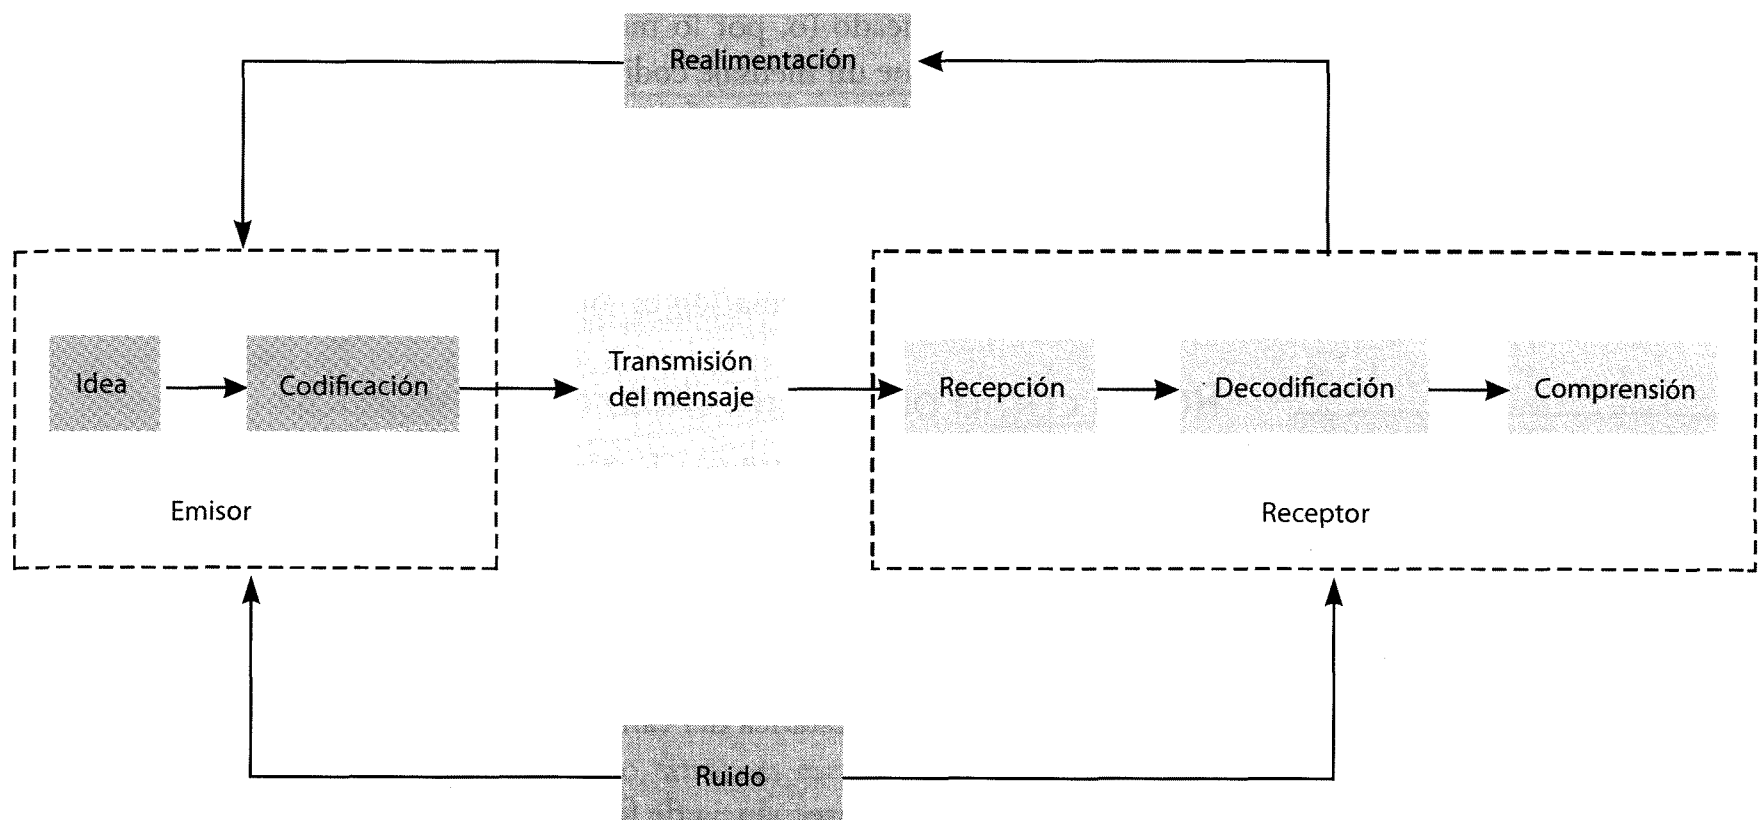 Realimentación
Idea
Codificación
Transmisión
del mensaje
Recepción
Decodificación
Comprensión
Emisor
Receptor
Ruido